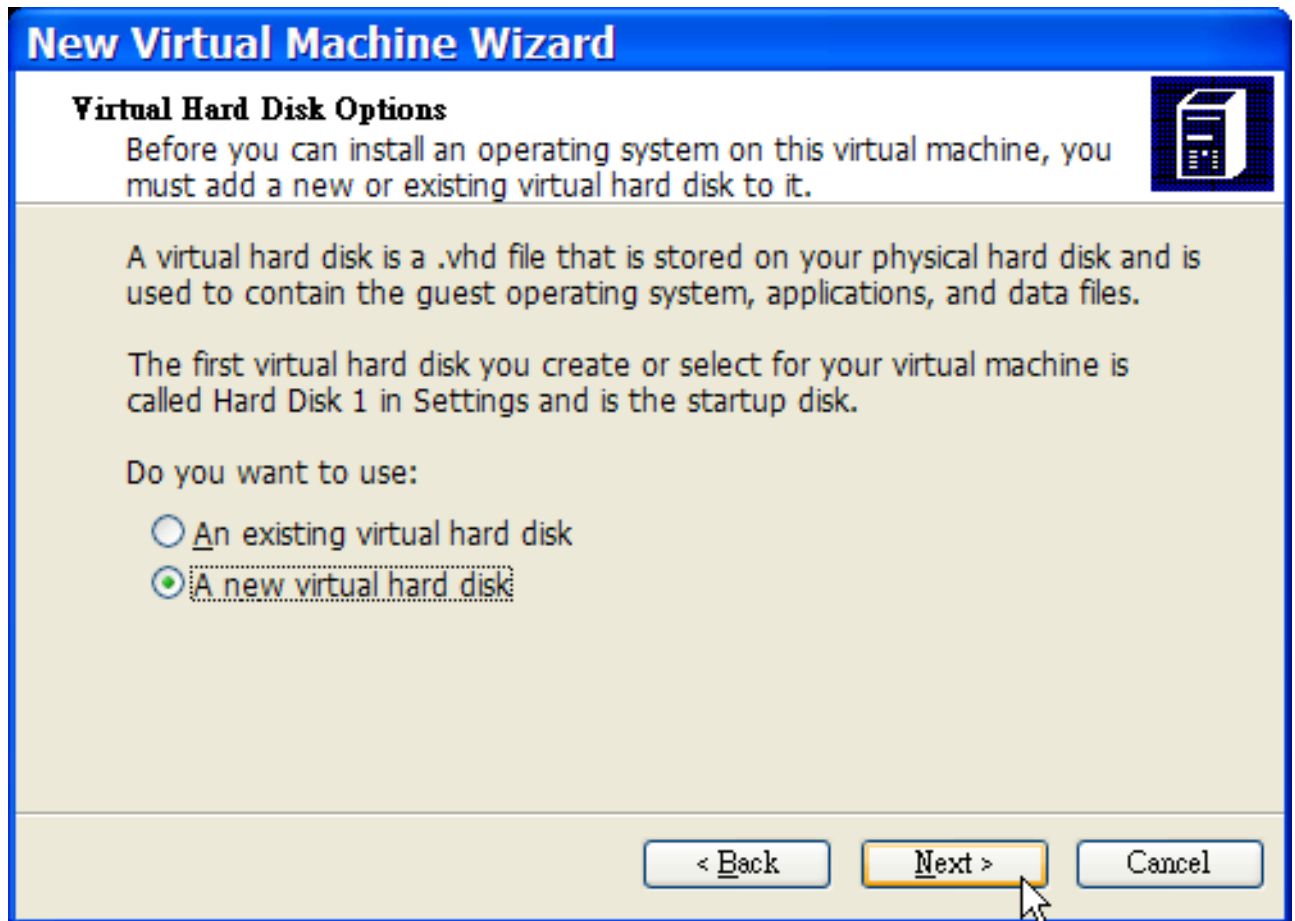 New Virtual Machine Wizard
Virtual Hard Disk Options
Before you can install an operating system on this virtual machine, you
must add a new or existing virtual hard disk to it.
A virtual hard disk is a .vhd file that is stored on your physical hard disk and is
used to contain the guest operating system, applications, and data files.
The first virtual hard disk you create or select for your virtual machine is
called Hard Disk 1 in Settings and is the startup disk.
Do you want to use:
An existing virtual hard disk
A new virtual hard disk
< Back
Next >
Cancel